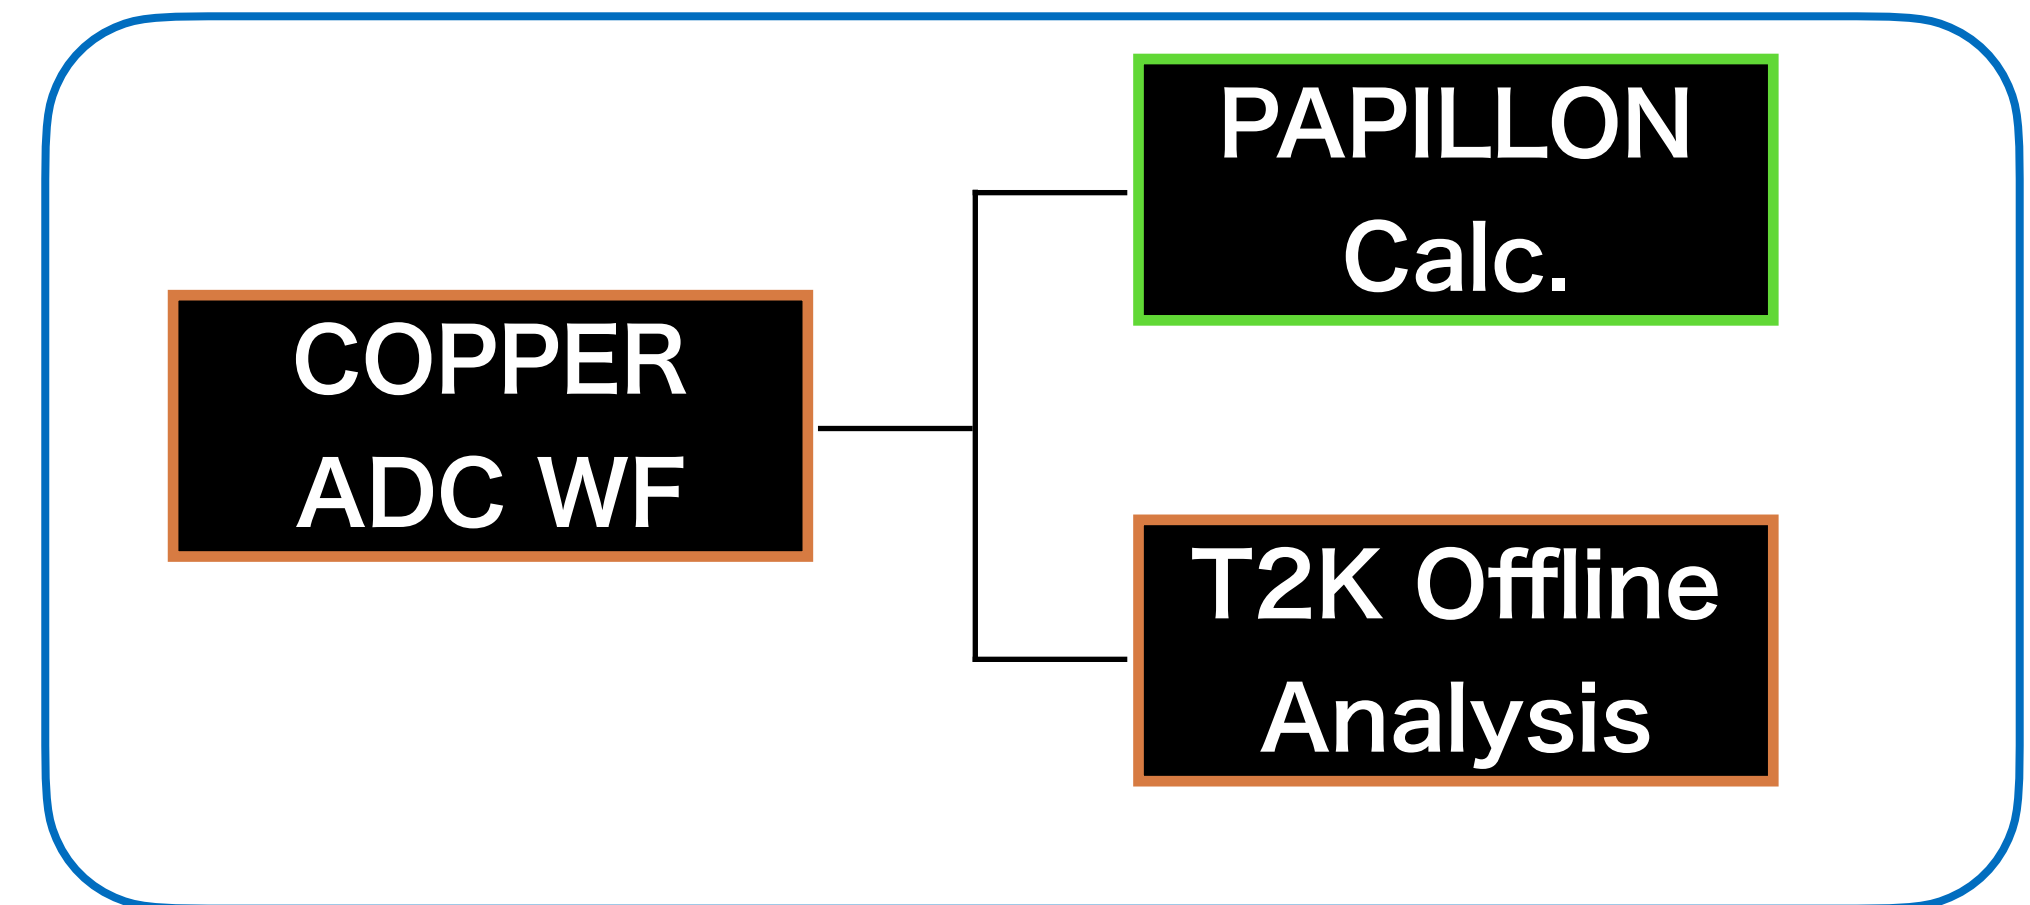 COPPER
ADC WF
PAPILLON
Calc.
T2K Offline
Analysis